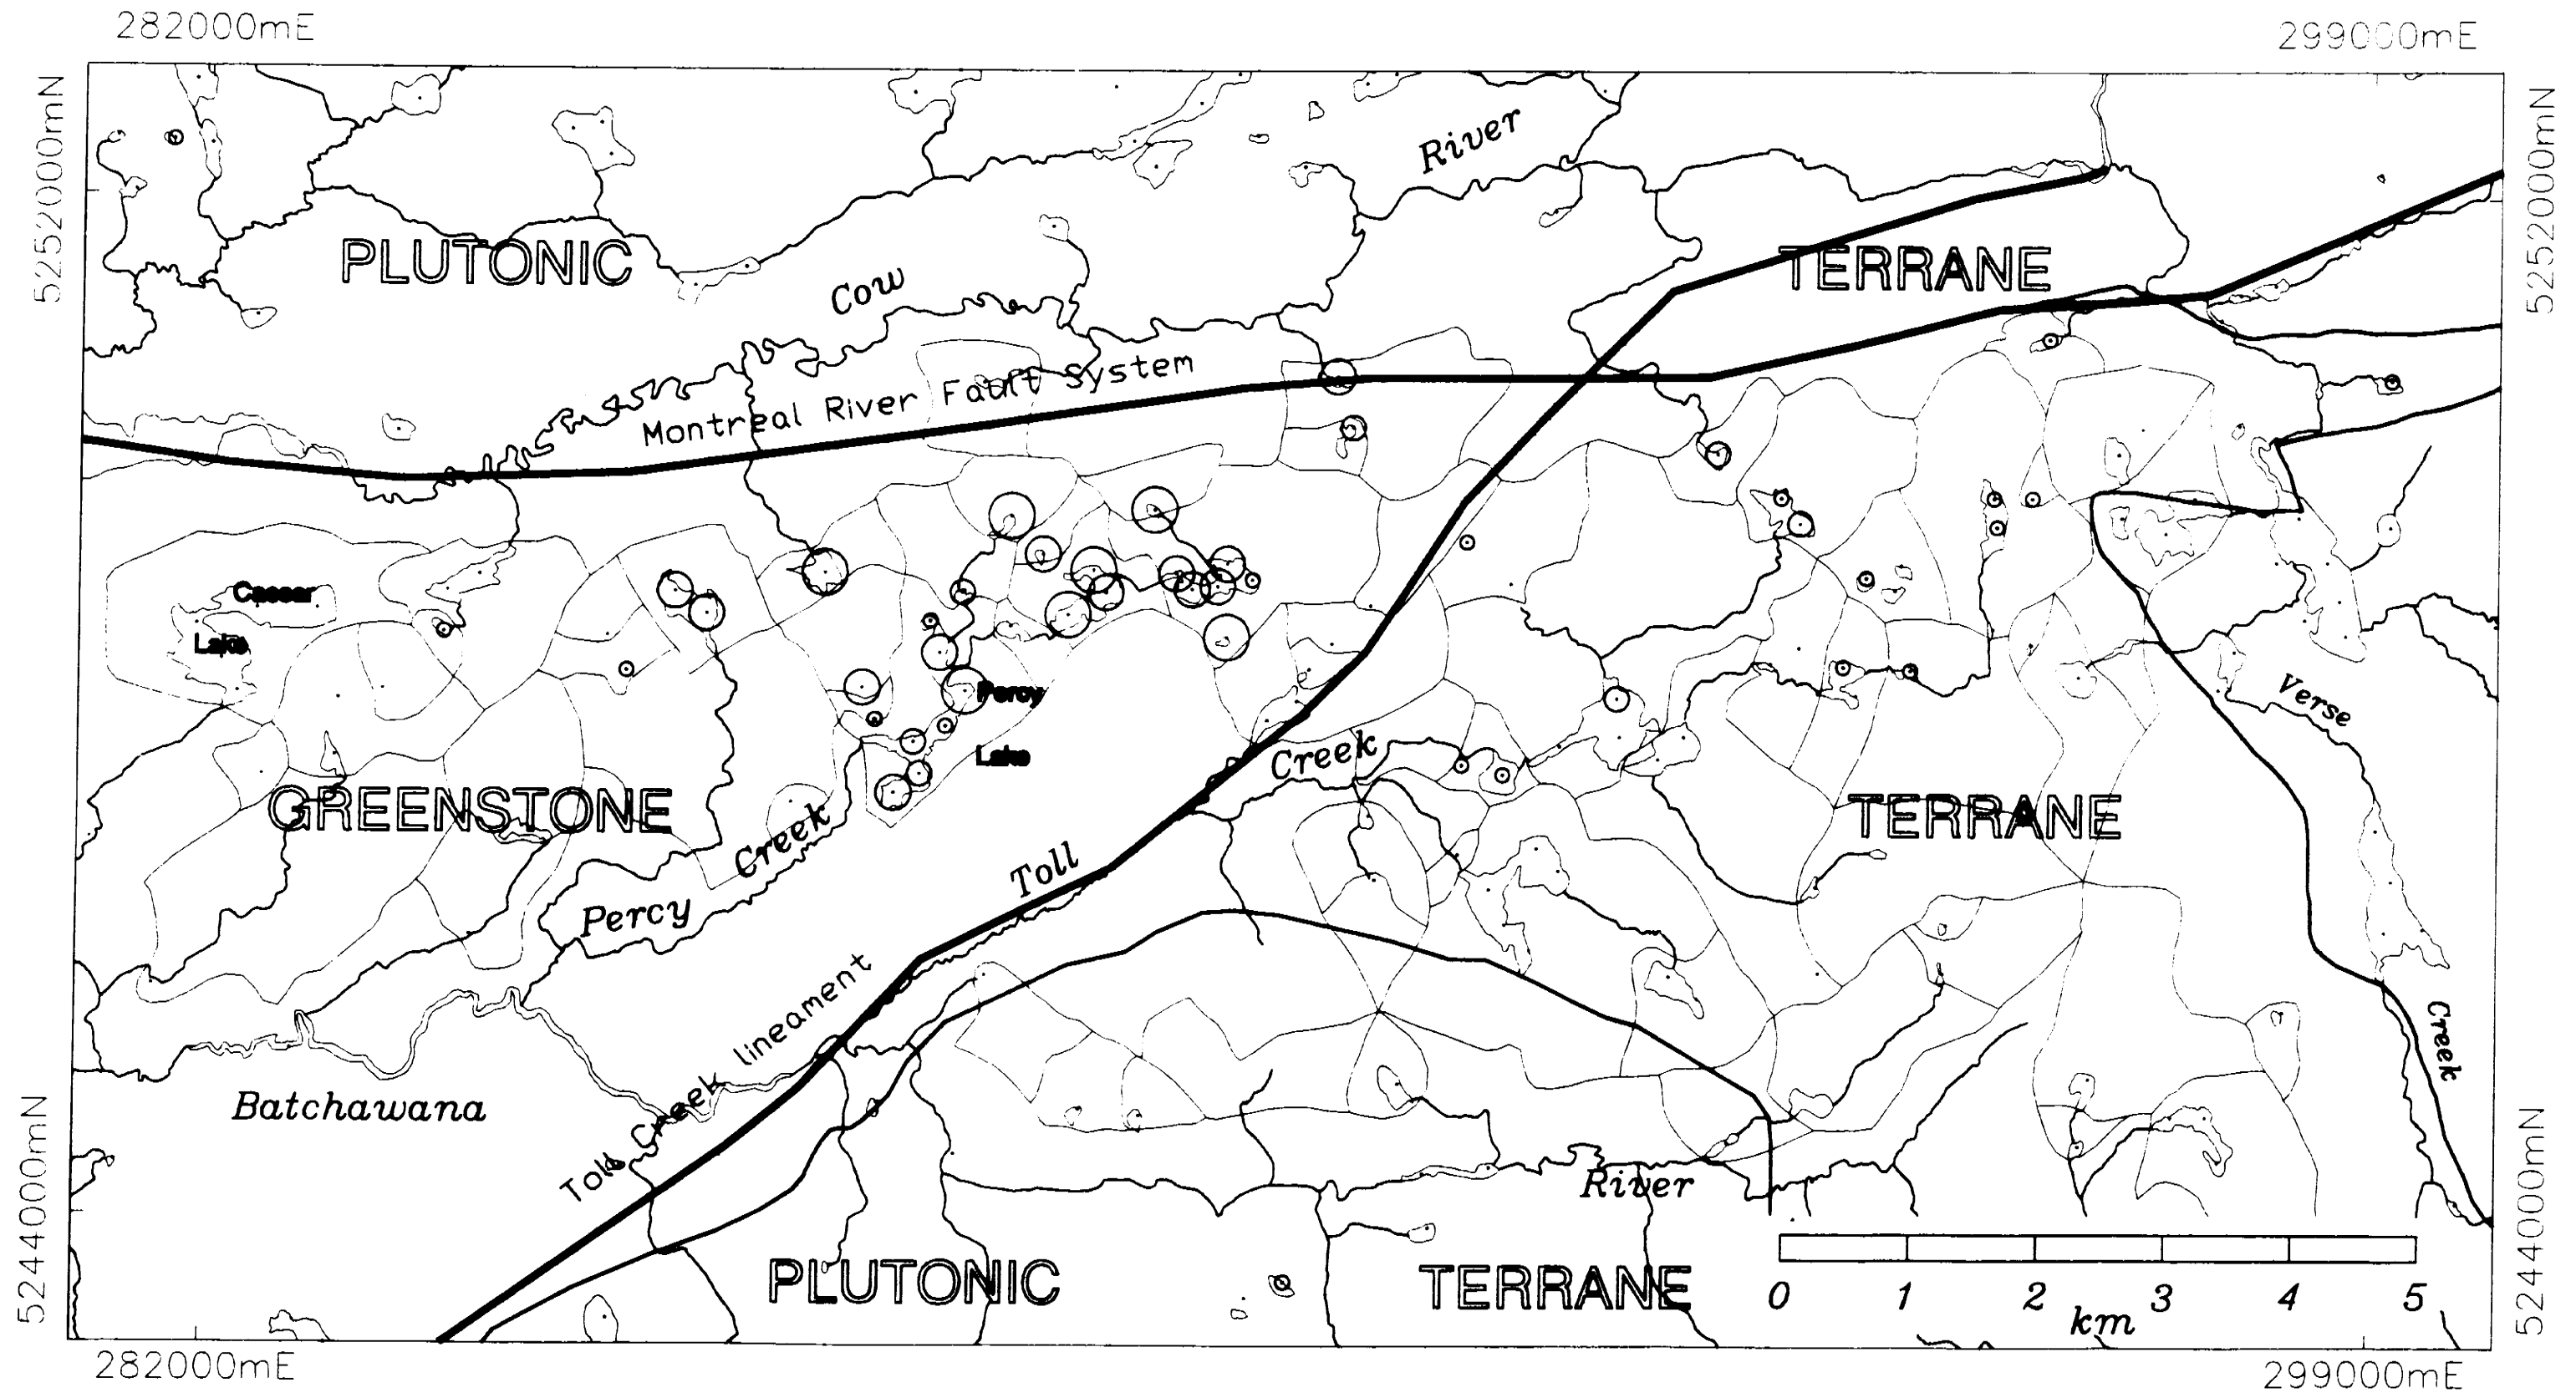 282000mE
299000mE
5252000mN
5252000mN
River
PLUTONIC
TERRANE
Cow
Montreal River Fault System
Caesar
Lake
Percy
Lake
Verse
Creek
GREENSTONE
TERRANE
Creek
Toll
Percy
Creek
Told Creek lineament
Batchawana
River
5244000mN
5244000mN
PLUTONIC
TERRANE
0 1 2 3 4 5
km
282000mE
299000mE